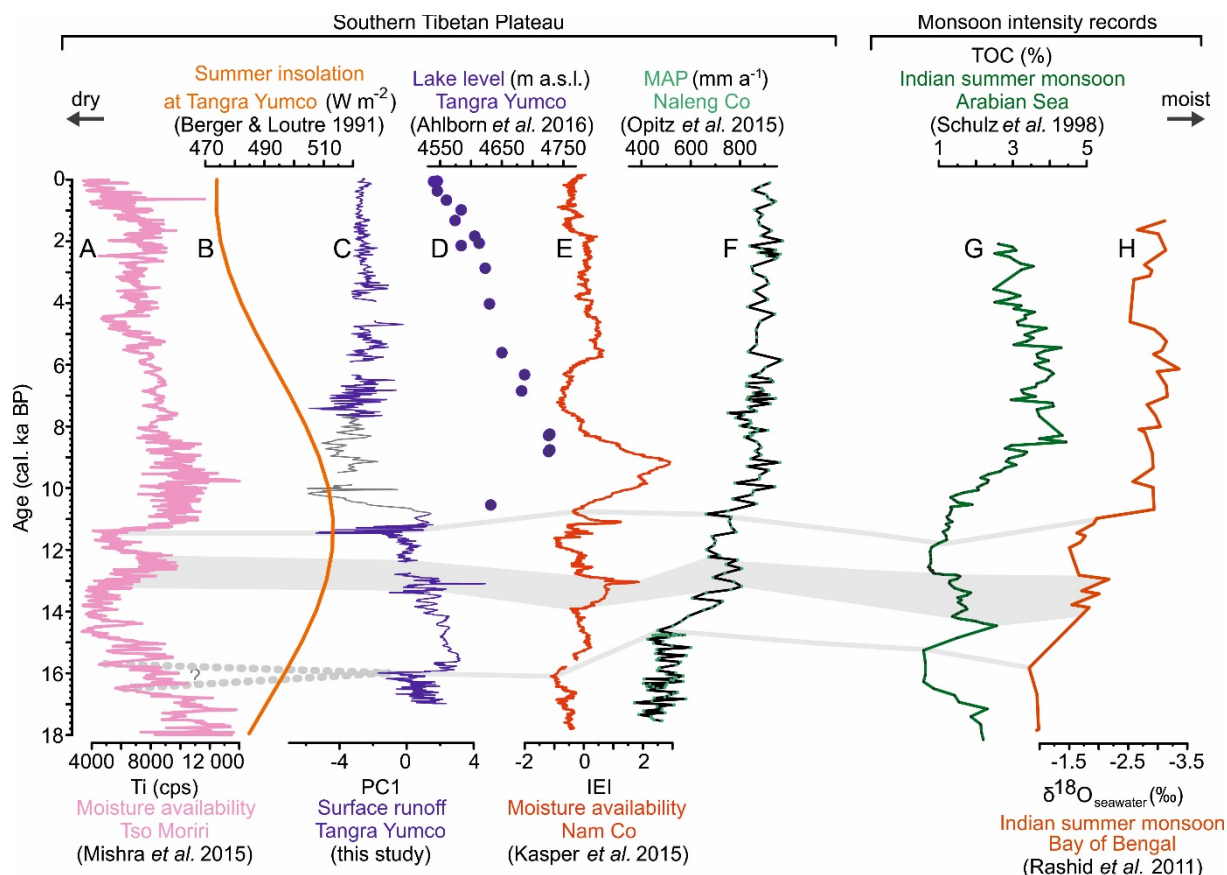 Southern Tibetan Plateau
Monsoon intensity records
dry
Summer insolation
at Tangra Yumco (W m-2)
(Berger & Loutre 1991)
470 490 510
Lake level (m a.s.l.)
Tangra Yumco
(Ahlborn et al. 2016)
4550 4650 4750
MAP (mm a-1)
Naleng Co
(Opitz et al. 2015)
400 600 800
TOC (%)
Indian summer monsoon
Arabian Sea
(Schulz et al. 1998)
1 3 5
moist
Age (cal. ka BP)
0
2
4
6
8
10
12
14
16
18
A B C D E F G H
?
4000 8000 12 000
Ti (cps)
Moisture availability
Tso Moriri
(Mishra et al. 2015)
-4 0 4
PC1
Surface runoff
Tangra Yumco
(this study)
-2 0 2
IEI
Moisture availability
Nam Co
(Kasper et al. 2015)
-1.5 -2.5 -3.5
δ18Oseawater(‰)
Indian summer monsoon
Bay of Bengal
(Rashid et al. 2011)